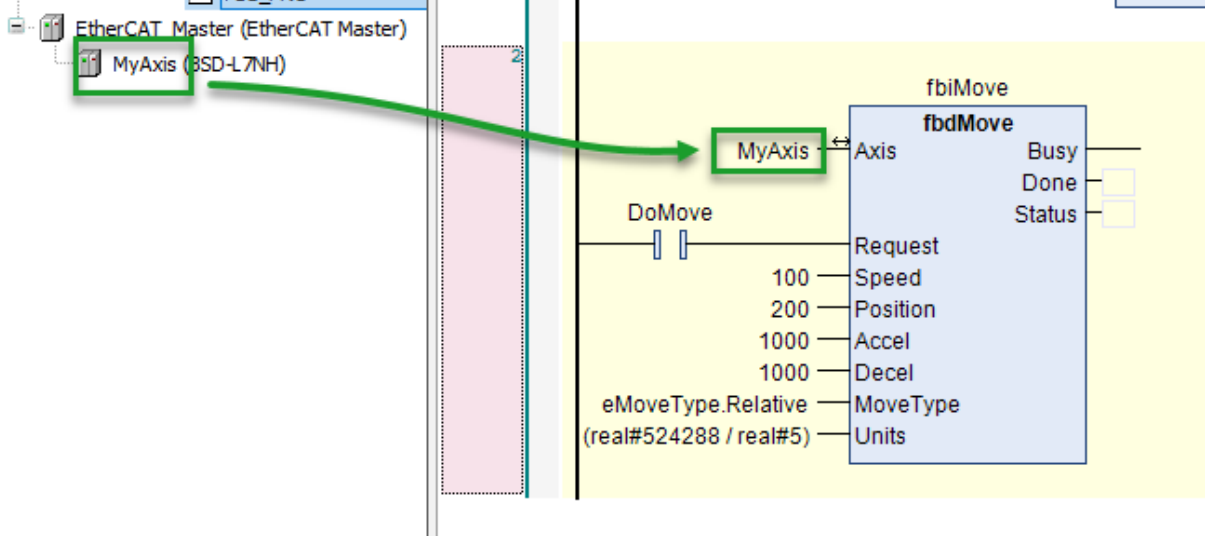 EtherCAT_Master (EtherCAT Master)
MyAxis (BSD-L7NH)
2
fbiMove
fbdMove
MyAxis Axis Busy
Done
Status
DoMove
Request
100 Speed
200 Position
1000 Accel
1000 Decel
eMoveType.Relative MoveType
(real#524288 / real#5) Units